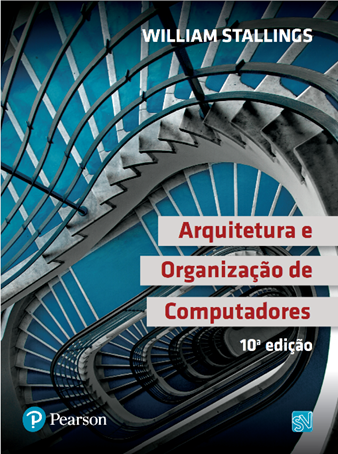 WILLIAM STALLINGS
Arquitetura e
Organização de
Computadores
10ª edição
Pearson
SV